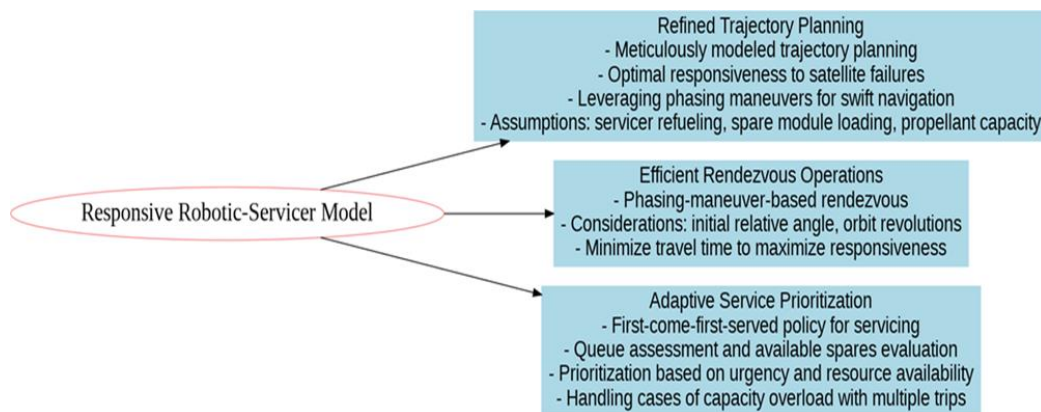 Refined Trajectory Planning
- Meticulously modeled trajectory planning
- Optimal responsiveness to satellite failures
- Leveraging phasing maneuvers for swift navigation
- Assumptions: servicer refueling, spare module loading, propellant capacity
Responsive Robotic-Servicer Model
Efficient Rendezvous Operations
- Phasing-maneuver-based rendezvous
- Considerations: initial relative angle, orbit revolutions
- Minimize travel time to maximize responsiveness
Adaptive Service Prioritization
- First-come-first-served policy for servicing
- Queue assessment and available spares evaluation
- Prioritization based on urgency and resource availability
- Handling cases of capacity overload with multiple trips